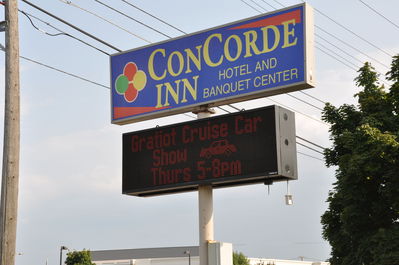 CONCORDE
INN
HOTEL AND
BANQUET CENTER
Gratiot Cruise Car
Show
Thurs 5-8pm